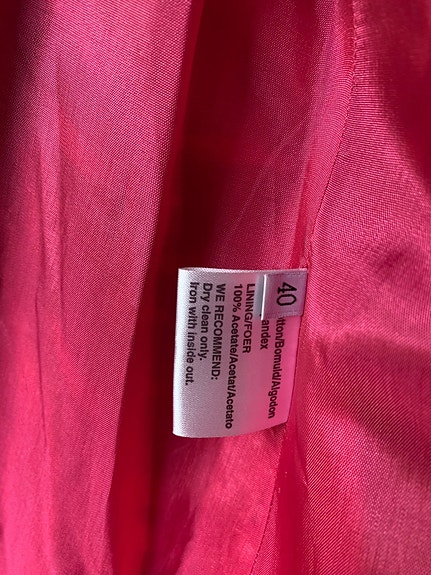 40
tton/Bomuld/Algodon
andex
LINING/FOER
100% Acetate/Acetat/Acetato
WE RECOMMEND:
Dry clean only.
Iron with inside out.